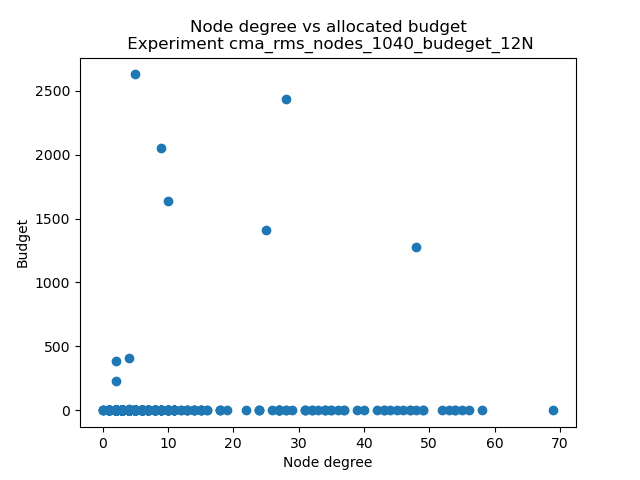 Node degree vs allocated budget
Experiment cma_rms_nodes_1040_budeget_12N
2500
2000
1500
1000
500
0
Budget
0 10 20 30 40 50 60 70
Node degree